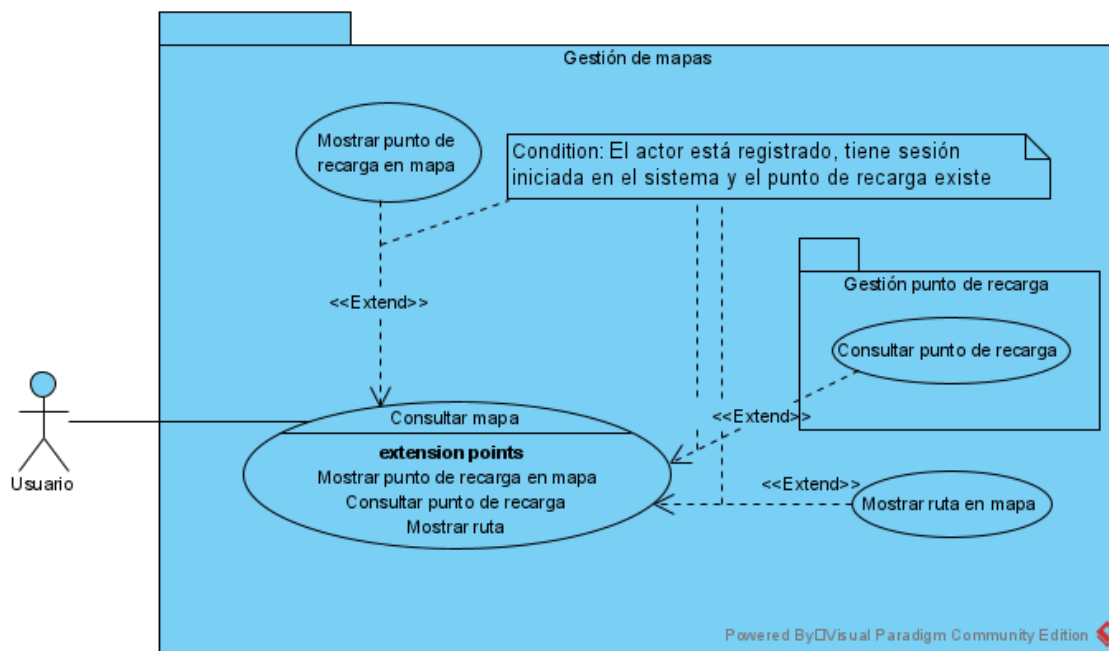 Gestión de mapas
Mostrar punto de
recarga en mapa
Condition: El actor está registrado, tiene sesión
iniciada en el sistema y el punto de recarga existe
Gestión punto de recarga
<<Extend>>
Consultar punto de recarga
Consultar mapa
<<Extend>>
extension points
Mostrar punto de recarga en mapa
Consultar punto de recarga
Mostrar ruta
<<Extend>>
Mostrar ruta en mapa
Usuario
Powered By□Visual Paradigm Community Edition